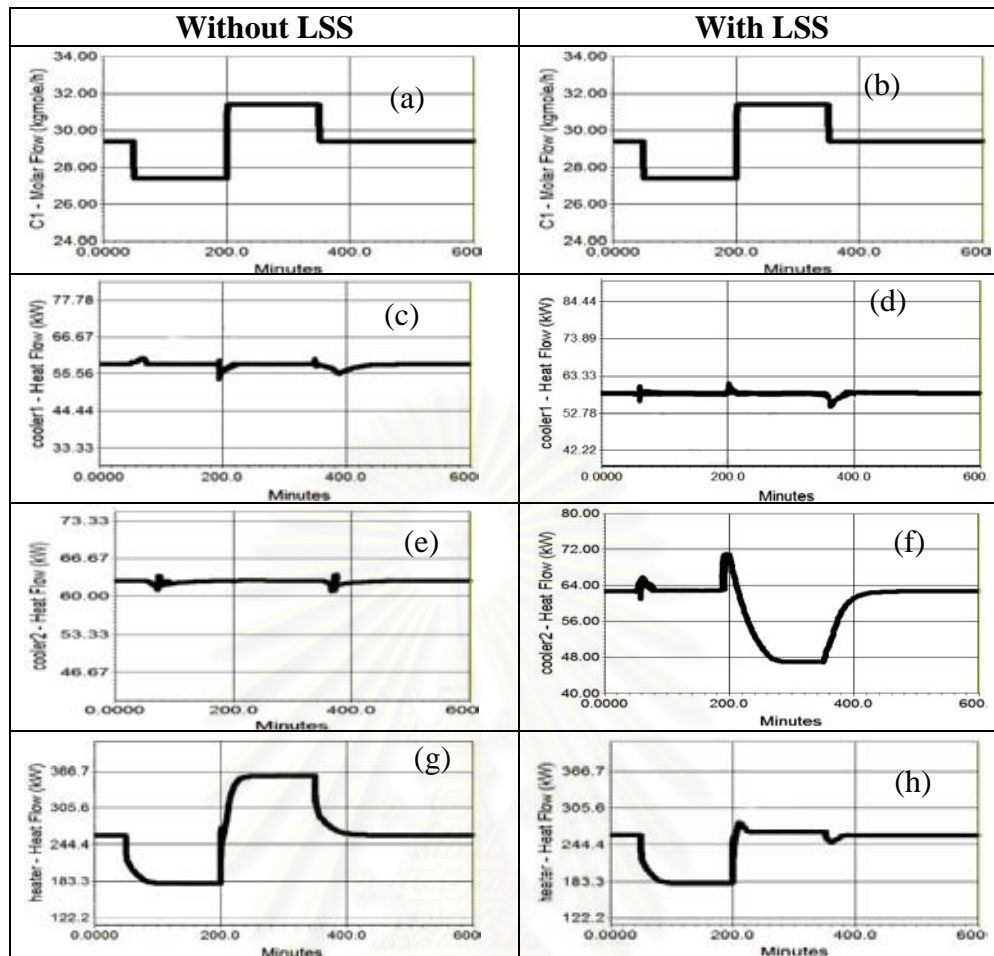 Without LSS
With LSS
C1 - Molar Flow (kgmole/h)
34.00
32.00
30.00
28.00
26.00
24.00
(a)
0.0000 200.0 400.0 600
Minutes
C1 - Molar Flow (kgmole/h)
34.00
32.00
30.00
28.00
26.00
24.00
(b)
0.0000 200.0 400.0 600
Minutes
cooler1 - Heat Flow (kW)
77.78
66.67
55.56
44.44
33.33
(c)
0.0000 200.0 400.0 600
Minutes
cooler1 - Heat Flow (kW)
84.44
73.89
63.33
52.78
42.22
(d)
0.0000 200.0 400.0 600
Minutes
cooler2 - Heat Flow (kW)
73.33
66.67
60.00
53.33
46.67
(e)
0.0000 200.0 400.0 600
Minutes
cooler2 - Heat Flow (kW)
80.00
72.00
64.00
56.00
48.00
40.00
(f)
0.0000 200.0 400.0 600
Minutes
heater - Heat Flow (kW)
366.7
305.6
244.4
183.3
122.2
(g)
0.0000 200.0 400.0 600
Minutes
heater - Heat Flow (kW)
366.7
305.6
244.4
183.3
122.2
(h)
0.0000 200.0 400.0 600
Minutes